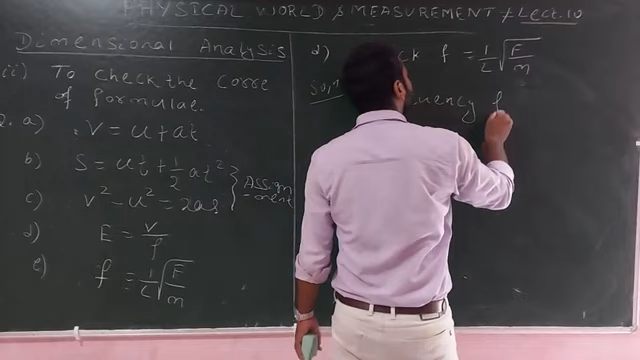 PHYSICAL WORLD & MEASUREMENT / Lect. 10
Dimensional Analysis
ii) To check the corre
of formulae.
a) V = u + at
b) S = ut + 1/2 at²
c) v² - u² = 2as
Assign
-ment
d) E = V/f
e) f = 1/L √F/m
d) ck f = 1/L √F/m
Sol
uency f